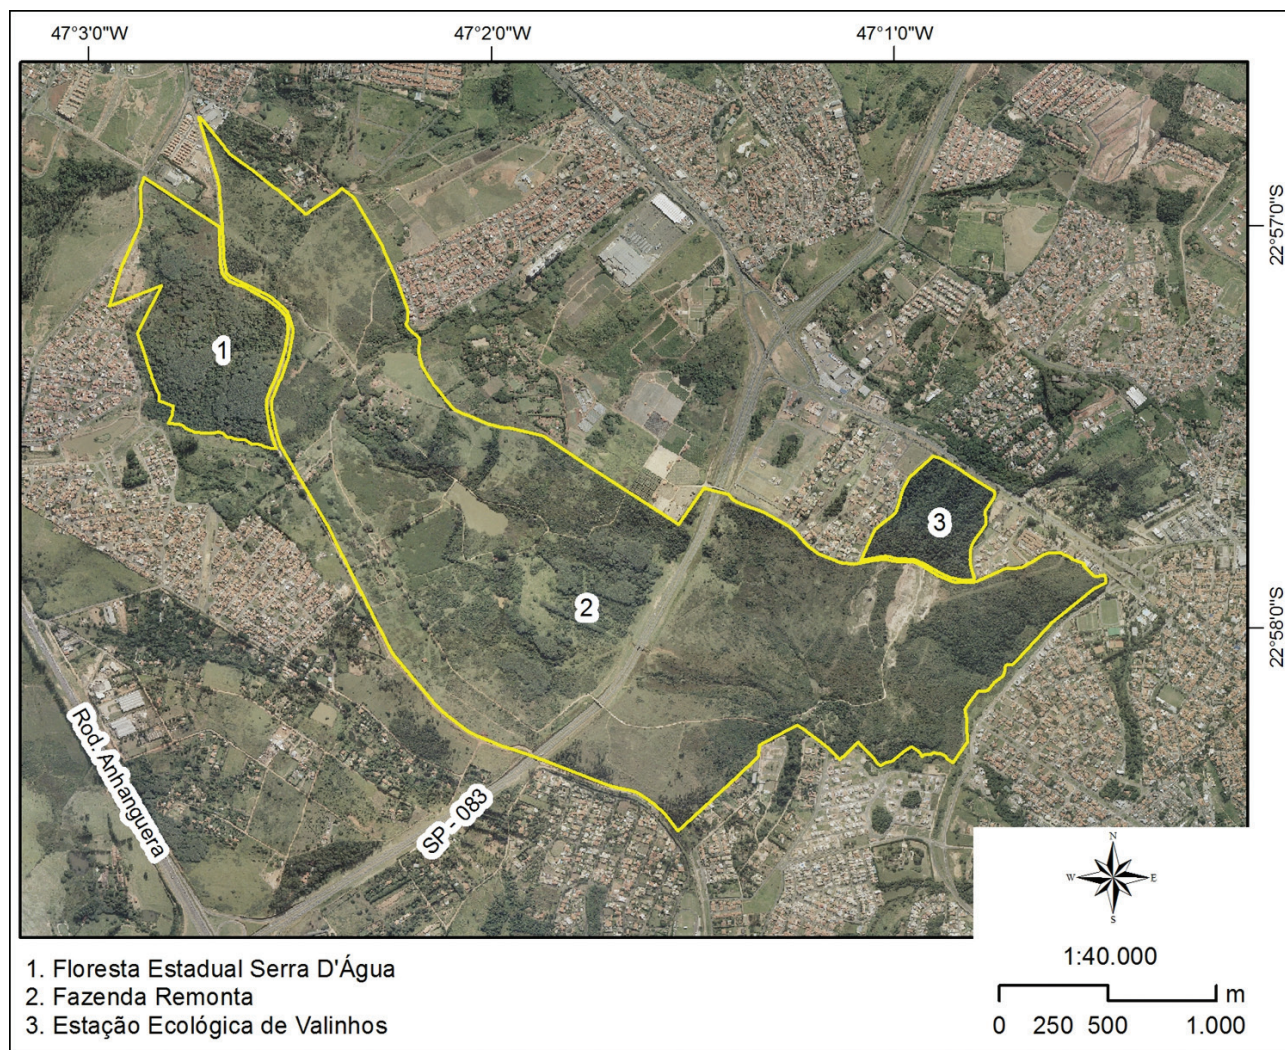 47°3'0"W 47°2'0"W 47°1'0"W
22°57'0"S
1
3
2
22°58'0"S
Rod. Anhanguera
SP - 083
N
W E
S
1:40.000
m
0 250 500 1.000
1. Floresta Estadual Serra D'Água
2. Fazenda Remonta
3. Estação Ecológica de Valinhos